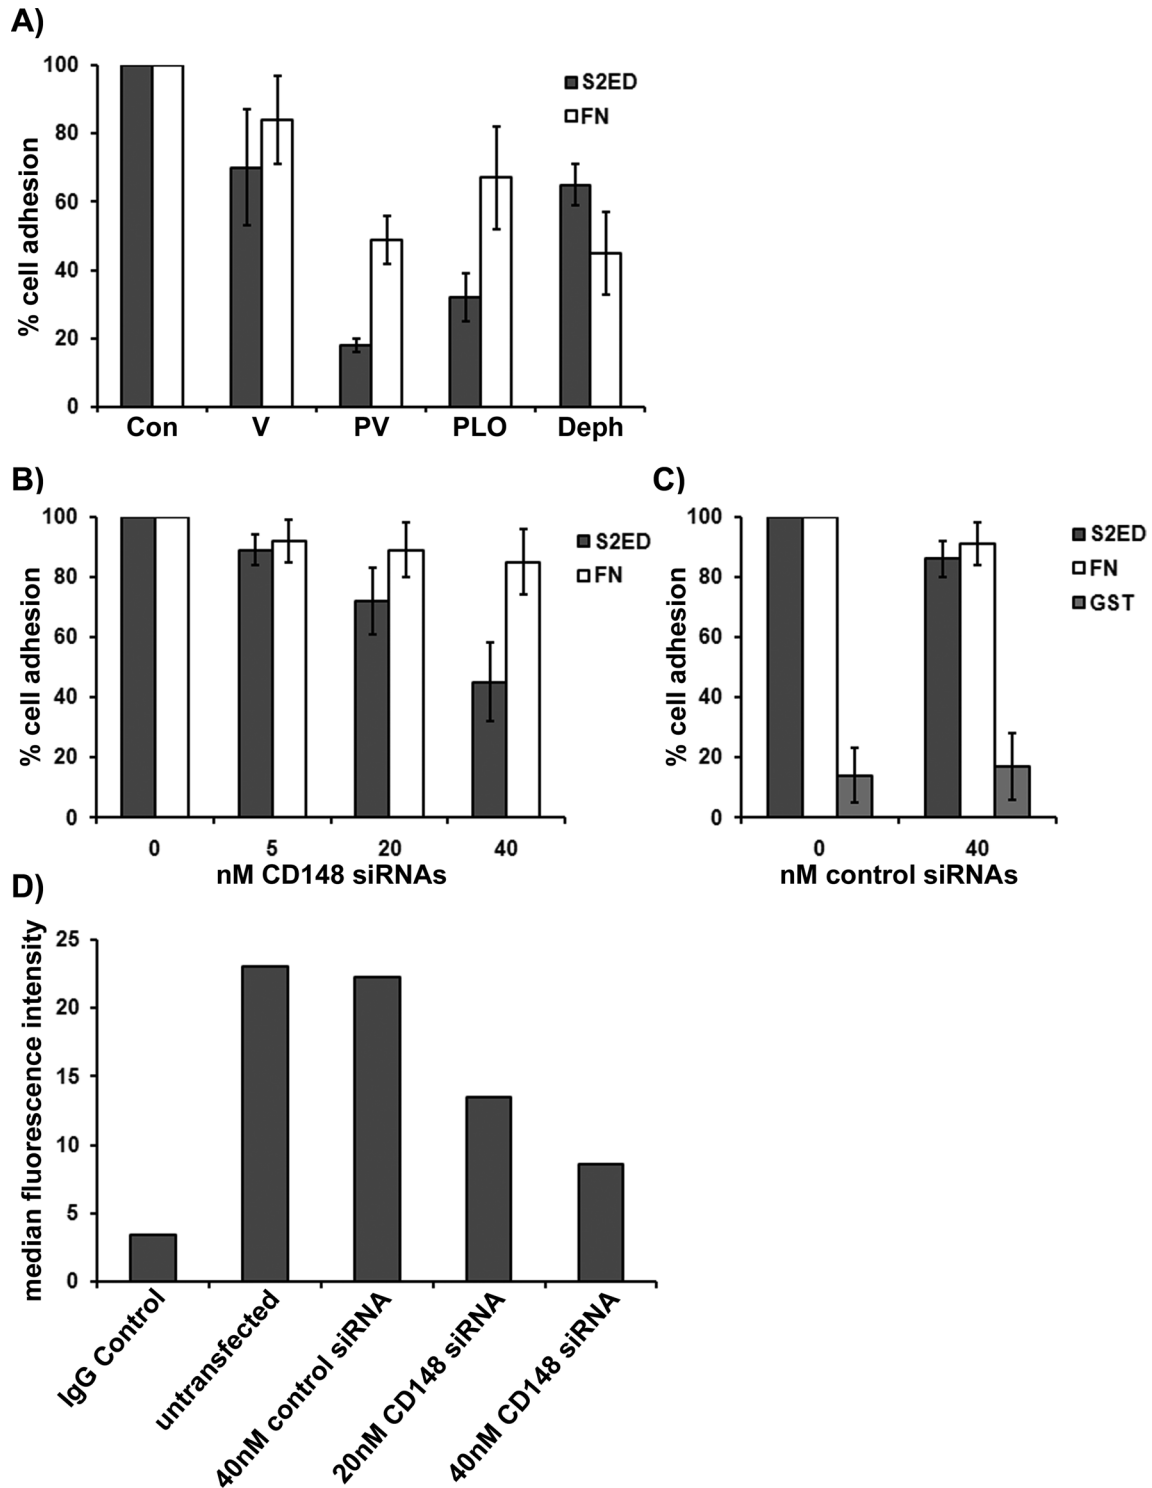 A)
% cell adhesion
100
80
60
40
20
0
S2ED
FN
Con V PV PLO Deph
B)
% cell adhesion
100
80
60
40
20
0
S2ED
FN
0 5 20 40
nM CD148 siRNAs
C)
% cell adhesion
100
80
60
40
20
0
S2ED
FN
GST
0 40
nM control siRNAs
D)
median fluorescence intensity
25
20
15
10
5
0
IgG Control
untransfected
40nM control siRNA
20nM CD148 siRNA
40nM CD148 siRNA